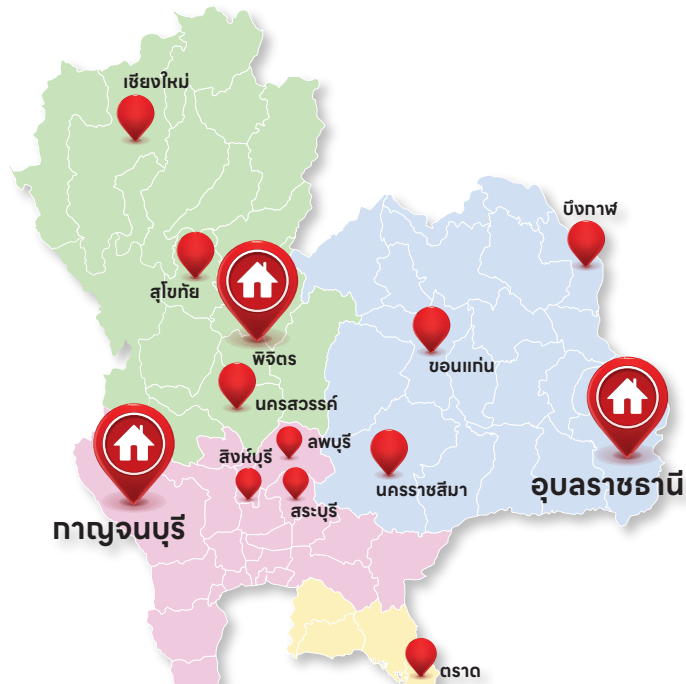 เชียงใหม่
บึงกาฬ
สุโขทัย
พิจิตร
ขอนแก่น
นครสวรรค์
ลพบุรี
สิงห์บุรี
นครราชสีมา
อุบลราชธานี
สระบุรี
กาญจนบุรี
ตราด